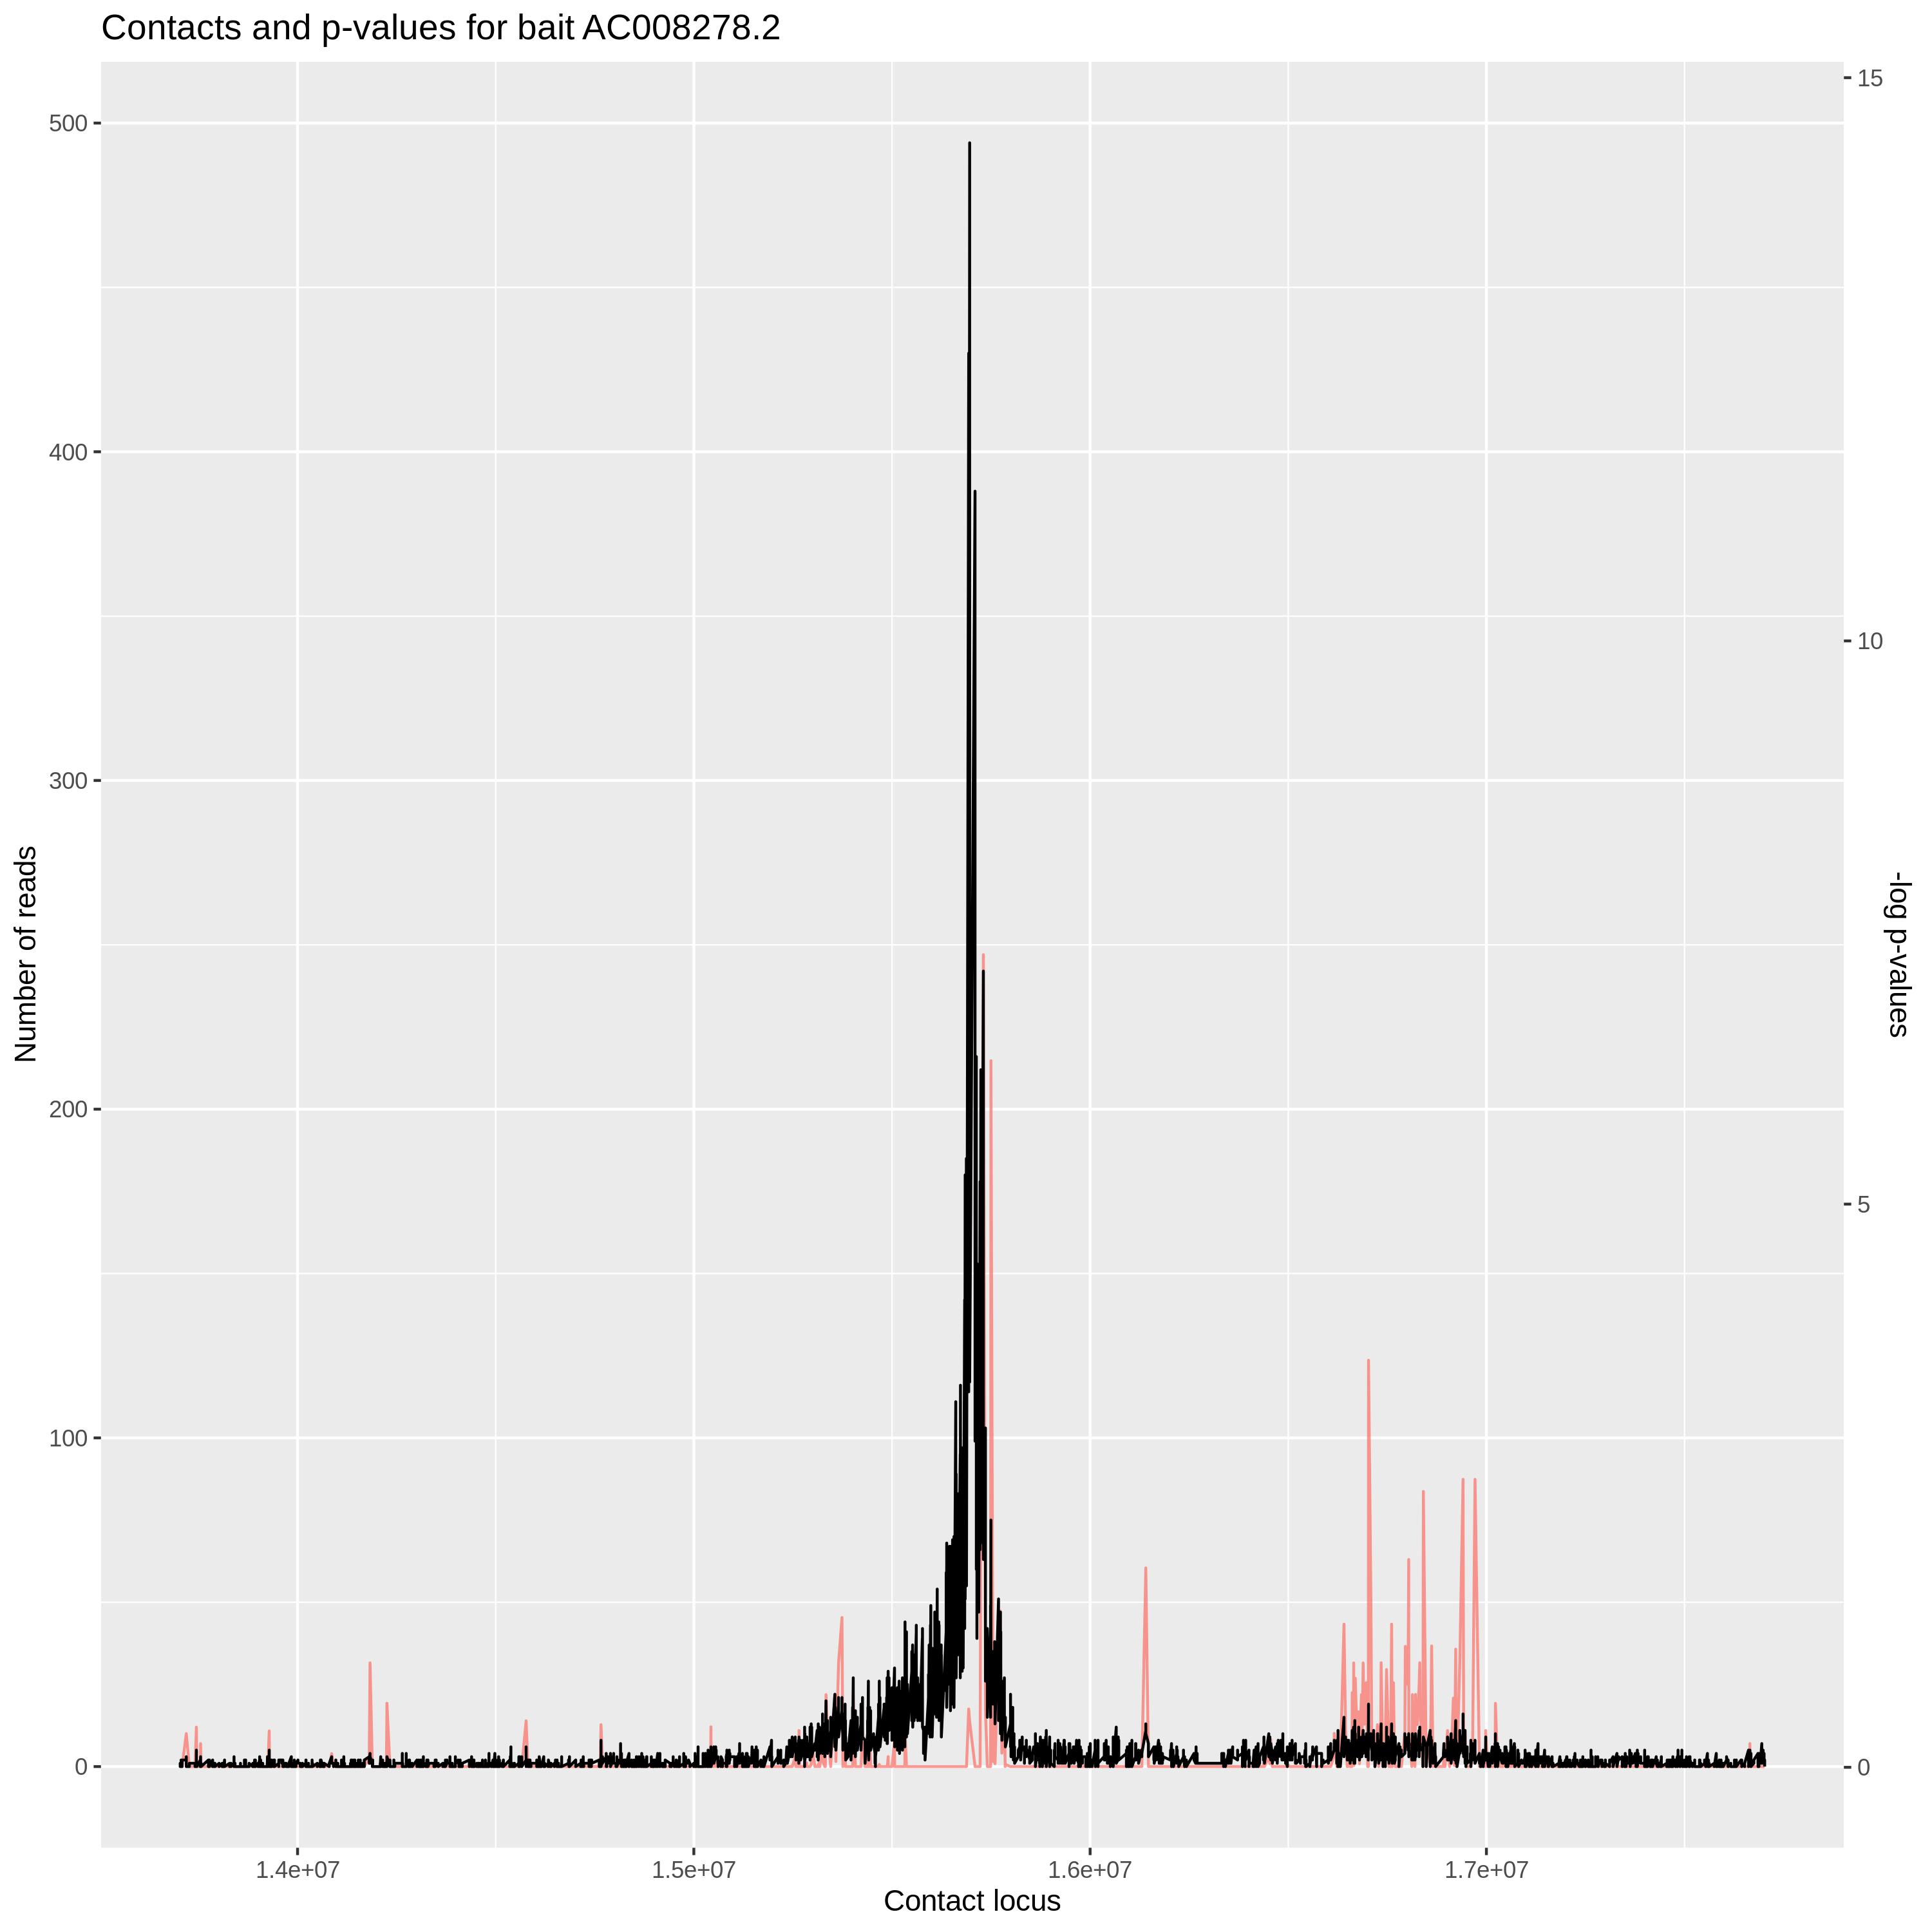 Contacts and p-values for bait AC008278.2
500
400
300
200
100
0
Number of reads
15
10
5
0
-log p-values
1.4e+07 1.5e+07 1.6e+07 1.7e+07
Contact locus